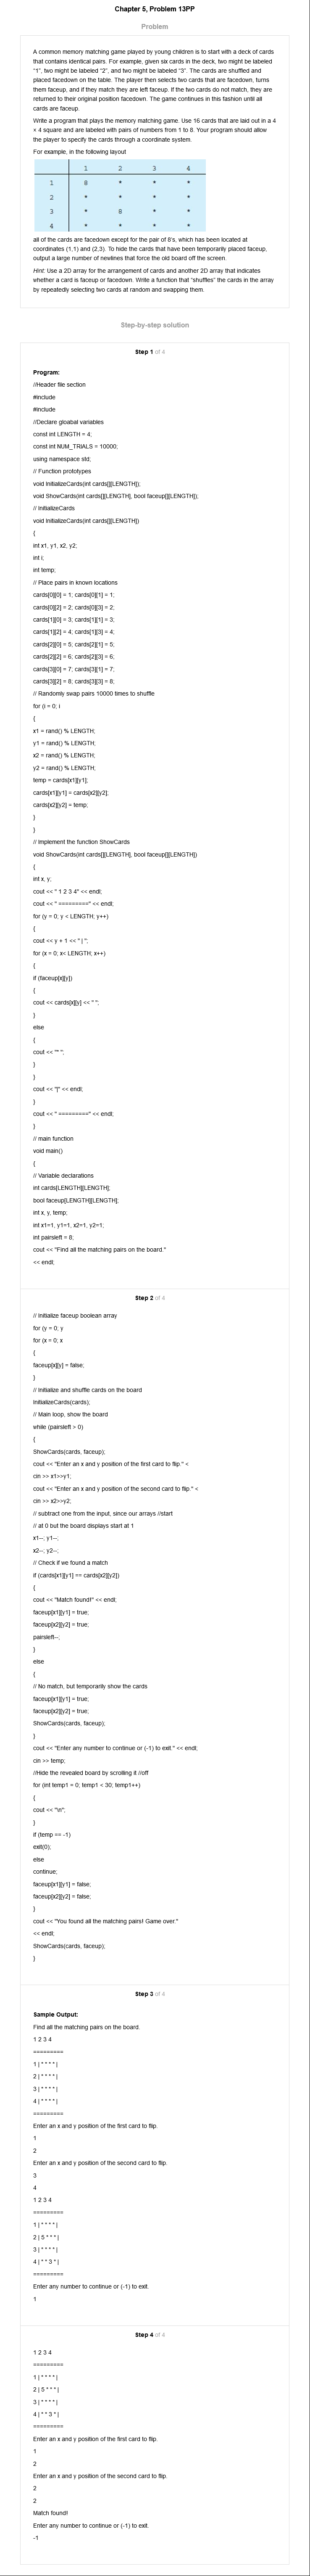 Chapter 5, Problem 13PP
Problem
A common memory matching game played by young children is to start with a deck of cards
that contains identical pairs. For example, given six cards in the deck, two might be labeled
"1", two might be labeled "2", and two might be labeled "3". The cards are shuffled and
placed facedown on the table. The player then selects two cards that are facedown, turns
them faceup, and if they match they are left faceup. If the two cards do not match, they are
returned to their original position facedown. The game continues in this fashion until all
cards are faceup.
Write a program that plays the memory matching game. Use 16 cards that are laid out in a 4
× 4 square and are labeled with pairs of numbers from 1 to 8. Your program should allow
the player to specify the cards through a coordinate system.
For example, in the following layout
1 2 3 4
1 8 * * *
2 * * * *
3 * 8 * *
4 * * * *
all of the cards are facedown except for the pair of 8's, which has been located at
coordinates (1,1) and (2,3). To hide the cards that have been temporarily placed faceup,
output a large number of newlines that force the old board off the screen.
Hint: Use a 2D array for the arrangement of cards and another 2D array that indicates
whether a card is faceup or facedown. Write a function that "shuffles" the cards in the array
by repeatedly selecting two cards at random and swapping them.
Step-by-step solution
Step 1 of 4
Program:
//Header file section
#include
#include
//Declare gloabal variables
const int LENGTH = 4;
const int NUM_TRIALS = 10000;
using namespace std;
// Function prototypes
void InitializeCards(int cards[][LENGTH]);
void ShowCards(int cards[][LENGTH], bool faceup[][LENGTH]);
// InitializeCards
void InitializeCards(int cards[][LENGTH])
{
int x1, y1, x2, y2;
int i;
int temp;
// Place pairs in known locations
cards[0][0] = 1; cards[0][1] = 1;
cards[0][2] = 2; cards[0][3] = 2;
cards[1][0] = 3; cards[1][1] = 3;
cards[1][2] = 4; cards[1][3] = 4;
cards[2][0] = 5; cards[2][1] = 5;
cards[2][2] = 6; cards[2][3] = 6;
cards[3][0] = 7; cards[3][1] = 7;
cards[3][2] = 8; cards[3][3] = 8;
// Randomly swap pairs 10000 times to shuffle
for (i = 0; i
{
x1 = rand() % LENGTH;
y1 = rand() % LENGTH;
x2 = rand() % LENGTH;
y2 = rand() % LENGTH;
temp = cards[x1][y1];
cards[x1][y1] = cards[x2][y2];
cards[x2][y2] = temp;
}
}
// Implement the function ShowCards
void ShowCards(int cards[][LENGTH], bool faceup[][LENGTH])
{
int x, y;
cout << " 1 2 3 4" << endl;
cout << " =========" << endl;
for (y = 0; y < LENGTH; y++)
{
cout << y + 1 << " | ";
for (x = 0; x< LENGTH; x++)
{
if (faceup[x][y])
{
cout << cards[x][y] << " ";
}
else
{
cout << "* ";
}
}
cout << "|" << endl;
}
cout << " =========" << endl;
}
// main function
void main()
{
// Variable declarations
int cards[LENGTH][LENGTH];
bool faceup[LENGTH][LENGTH];
int x, y, temp;
int x1=1, y1=1, x2=1, y2=1;
int pairsleft = 8;
cout << "Find all the matching pairs on the board."
<< endl;
Step 2 of 4
// Initialize faceup boolean array
for (y = 0; y
for (x = 0; x
{
faceup[x][y] = false;
}
// Initialize and shuffle cards on the board
InitializeCards(cards);
// Main loop, show the board
while (pairsleft > 0)
{
ShowCards(cards, faceup);
cout << "Enter an x and y position of the first card to flip." <
cin >> x1>>y1;
cout << "Enter an x and y position of the second card to flip." <
cin >> x2>>y2;
// subtract one from the input, since our arrays //start
// at 0 but the board displays start at 1
x1--; y1--;
x2--; y2--;
// Check if we found a match
if (cards[x1][y1] == cards[x2][y2])
{
cout << "Match found!" << endl;
faceup[x1][y1] = true;
faceup[x2][y2] = true;
pairsleft--;
}
else
{
// No match, but temporarily show the cards
faceup[x1][y1] = true;
faceup[x2][y2] = true;
ShowCards(cards, faceup);
}
cout << "Enter any number to continue or (-1) to exit." << endl;
cin >> temp;
//Hide the revealed board by scrolling it //off
for (int temp1 = 0; temp1 < 30; temp1++)
{
cout << "\n";
}
if (temp == -1)
exit(0);
else
continue;
faceup[x1][y1] = false;
faceup[x2][y2] = false;
}
cout << "You found all the matching pairs! Game over."
<< endl;
ShowCards(cards, faceup);
}
Step 3 of 4
Sample Output:
Find all the matching pairs on the board.
1 2 3 4
=========
1 | * * * * |
2 | * * * * |
3 | * * * * |
4 | * * * * |
=========
Enter an x and y position of the first card to flip.
1
2
Enter an x and y position of the second card to flip.
3
4
1 2 3 4
=========
1 | * * * * |
2 | 5 * * * |
3 | * * * * |
4 | * * 3 * |
=========
Enter any number to continue or (-1) to exit.
1
Step 4 of 4
1 2 3 4
=========
1 | * * * * |
2 | 5 * * * |
3 | * * * * |
4 | * * 3 * |
=========
Enter an x and y position of the first card to flip.
1
2
Enter an x and y position of the second card to flip.
2
2
Match found!
Enter any number to continue or (-1) to exit.
-1